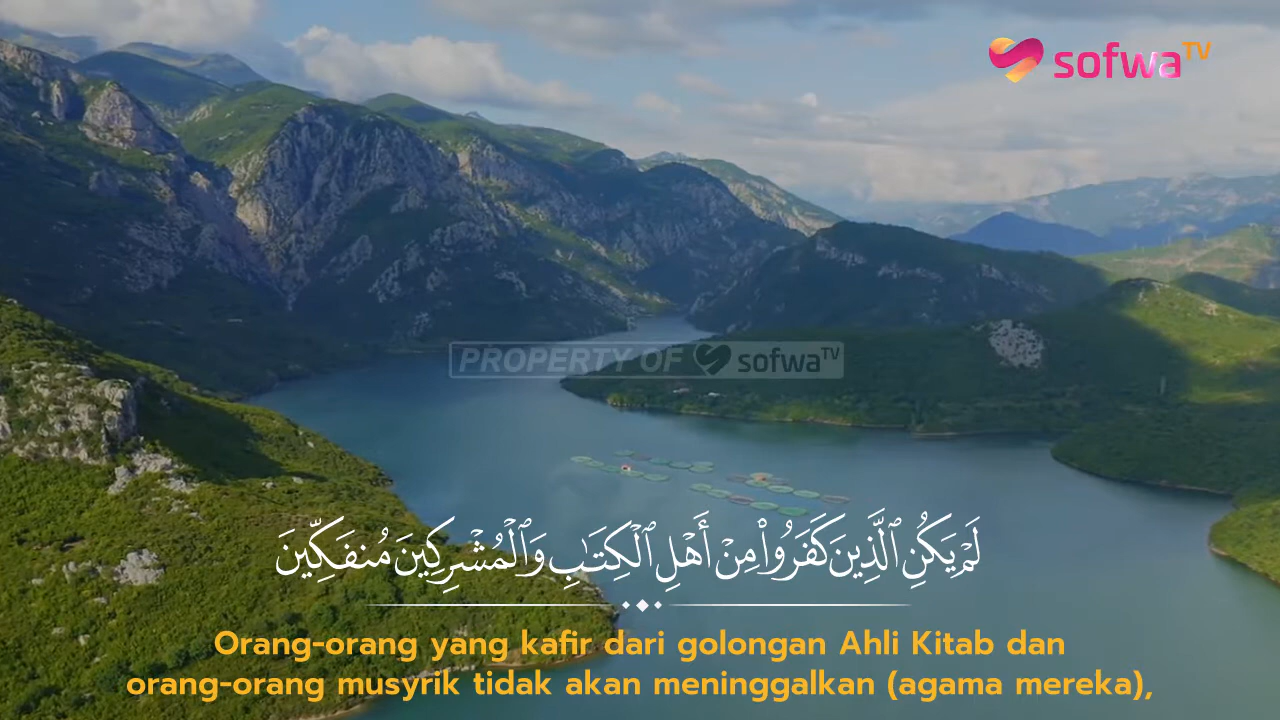 sofwaTV
PROPERTY OF sofwaTV
لَمْ يَكُنِ ٱلَّذِينَ كَفَرُوا۟ مِنْ أَهْلِ ٱلْكِتَـٰبِ وَٱلْمُشْرِكِينَ مُنفَكِّينَ
Orang-orang yang kafir dari golongan Ahli Kitab dan
orang-orang musyrik tidak akan meninggalkan (agama mereka),